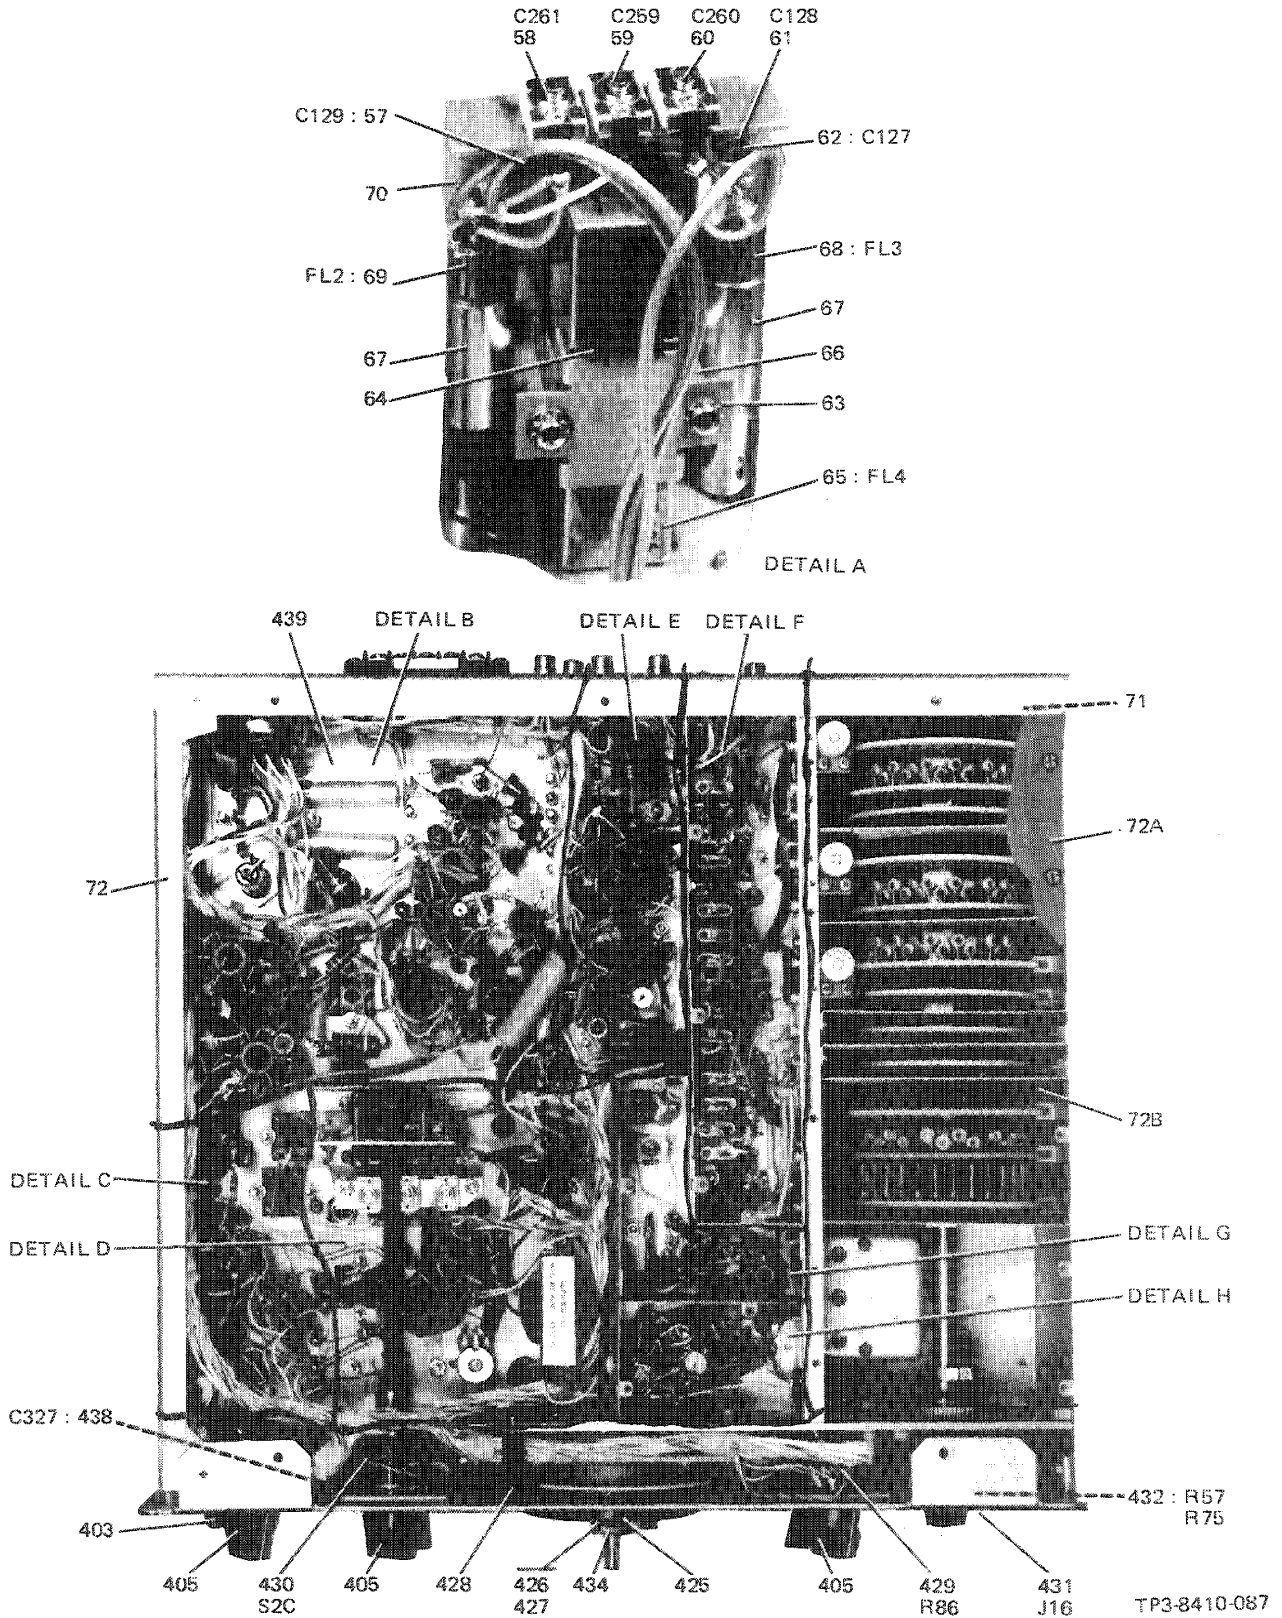 C261 C259 C260 C128
58 59 60 61
C129 : 57
62 : C127
70
68 : FL3
FL2 : 69
67
66
67
64
63
65 : FL4
DETAIL A
439 DETAIL B DETAIL E DETAIL F
71
72A
72
72B
DETAIL C
DETAIL D
DETAIL G
DETAIL H
C327 : 438
432 : R57
R75
403
405 430 405 428 426 434 425 405 429 431
S2C 427 R86 J16
TP3-8410-087